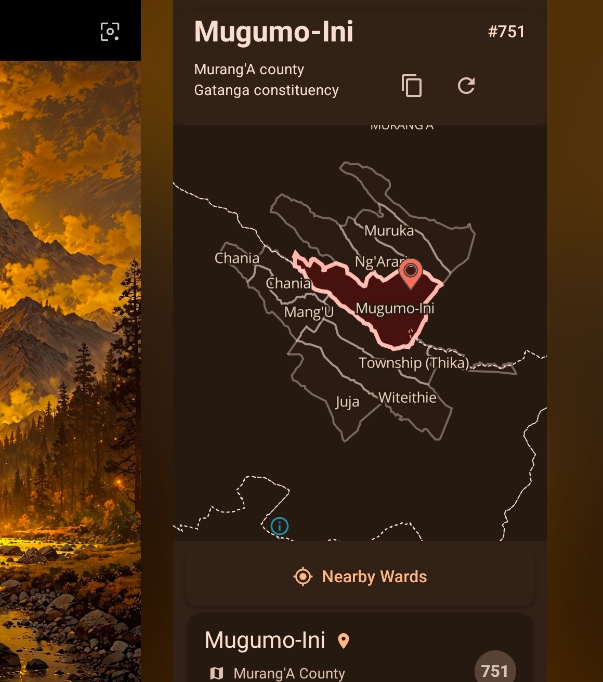 Mugumo-Ini
#751
Murang'A county
Gatanga constituency
MURANG'A
Muruka
Chania
Ng'Arar
Chania
Mugumo-Ini
Mang'U
Township (Thika)
Juja
Witeithie
Nearby Wards
Mugumo-Ini
Murang'A County
751